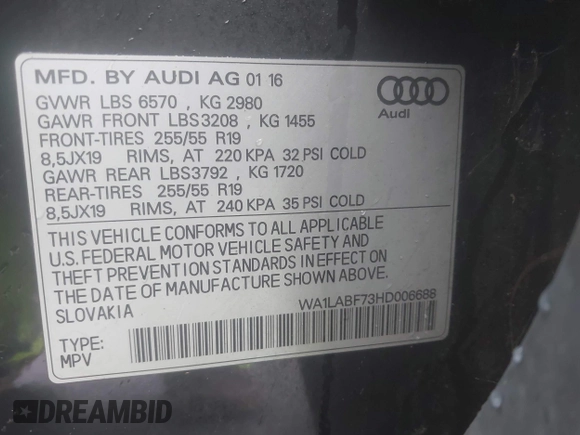 MFD. BY AUDI AG 01 16
GVWR LBS 6570 , KG 2980
GAWR FRONT LBS3208 , KG 1455
FRONT-TIRES 255/55 R19
8,5JX19 RIMS, AT 220 KPA 32 PSI COLD
GAWR REAR LBS3792 , KG 1720
REAR-TIRES 255/55 R19
8,5JX19 RIMS, AT 240 KPA 35 PSI COLD
Audi
THIS VEHICLE CONFORMS TO ALL APPLICABLE
U.S. FEDERAL MOTOR VEHICLE SAFETY AND
THEFT PREVENTION STANDARDS IN EFFECT ON
THE DATE OF MANUFACTURE SHOWN ABOVE.
SLOVAKIA
WA1LABF73HD006688
TYPE:
MPV
DREAMBID